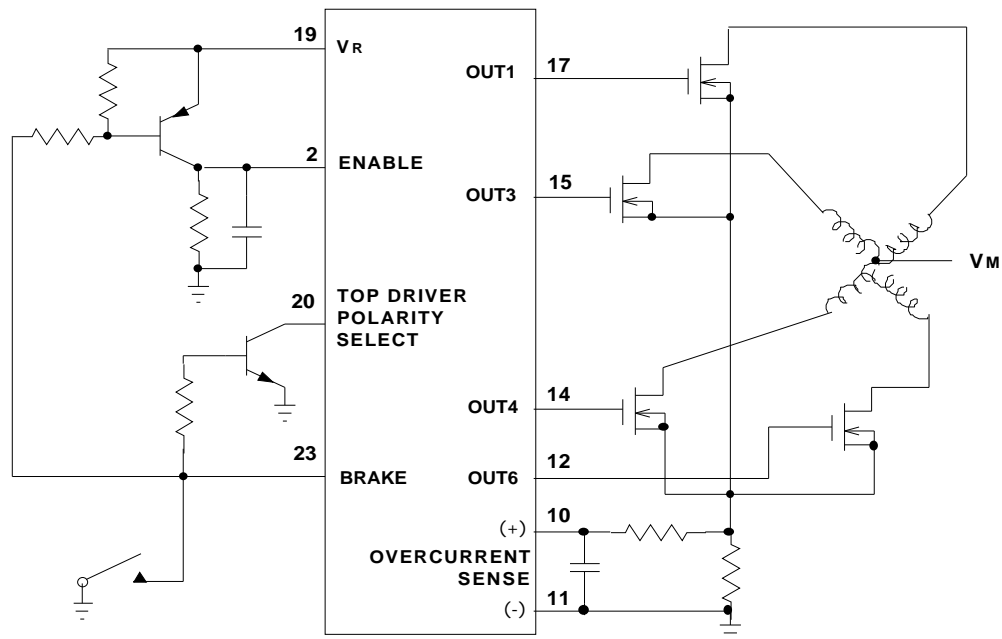 19
VR
OUT1
17
2
ENABLE
OUT3
15
VM
20
TOP DRIVER
POLARITY
SELECT
OUT4
14
23
BRAKE
OUT6
12
(+)
10
OVERCURRENT
SENSE
(-)
11